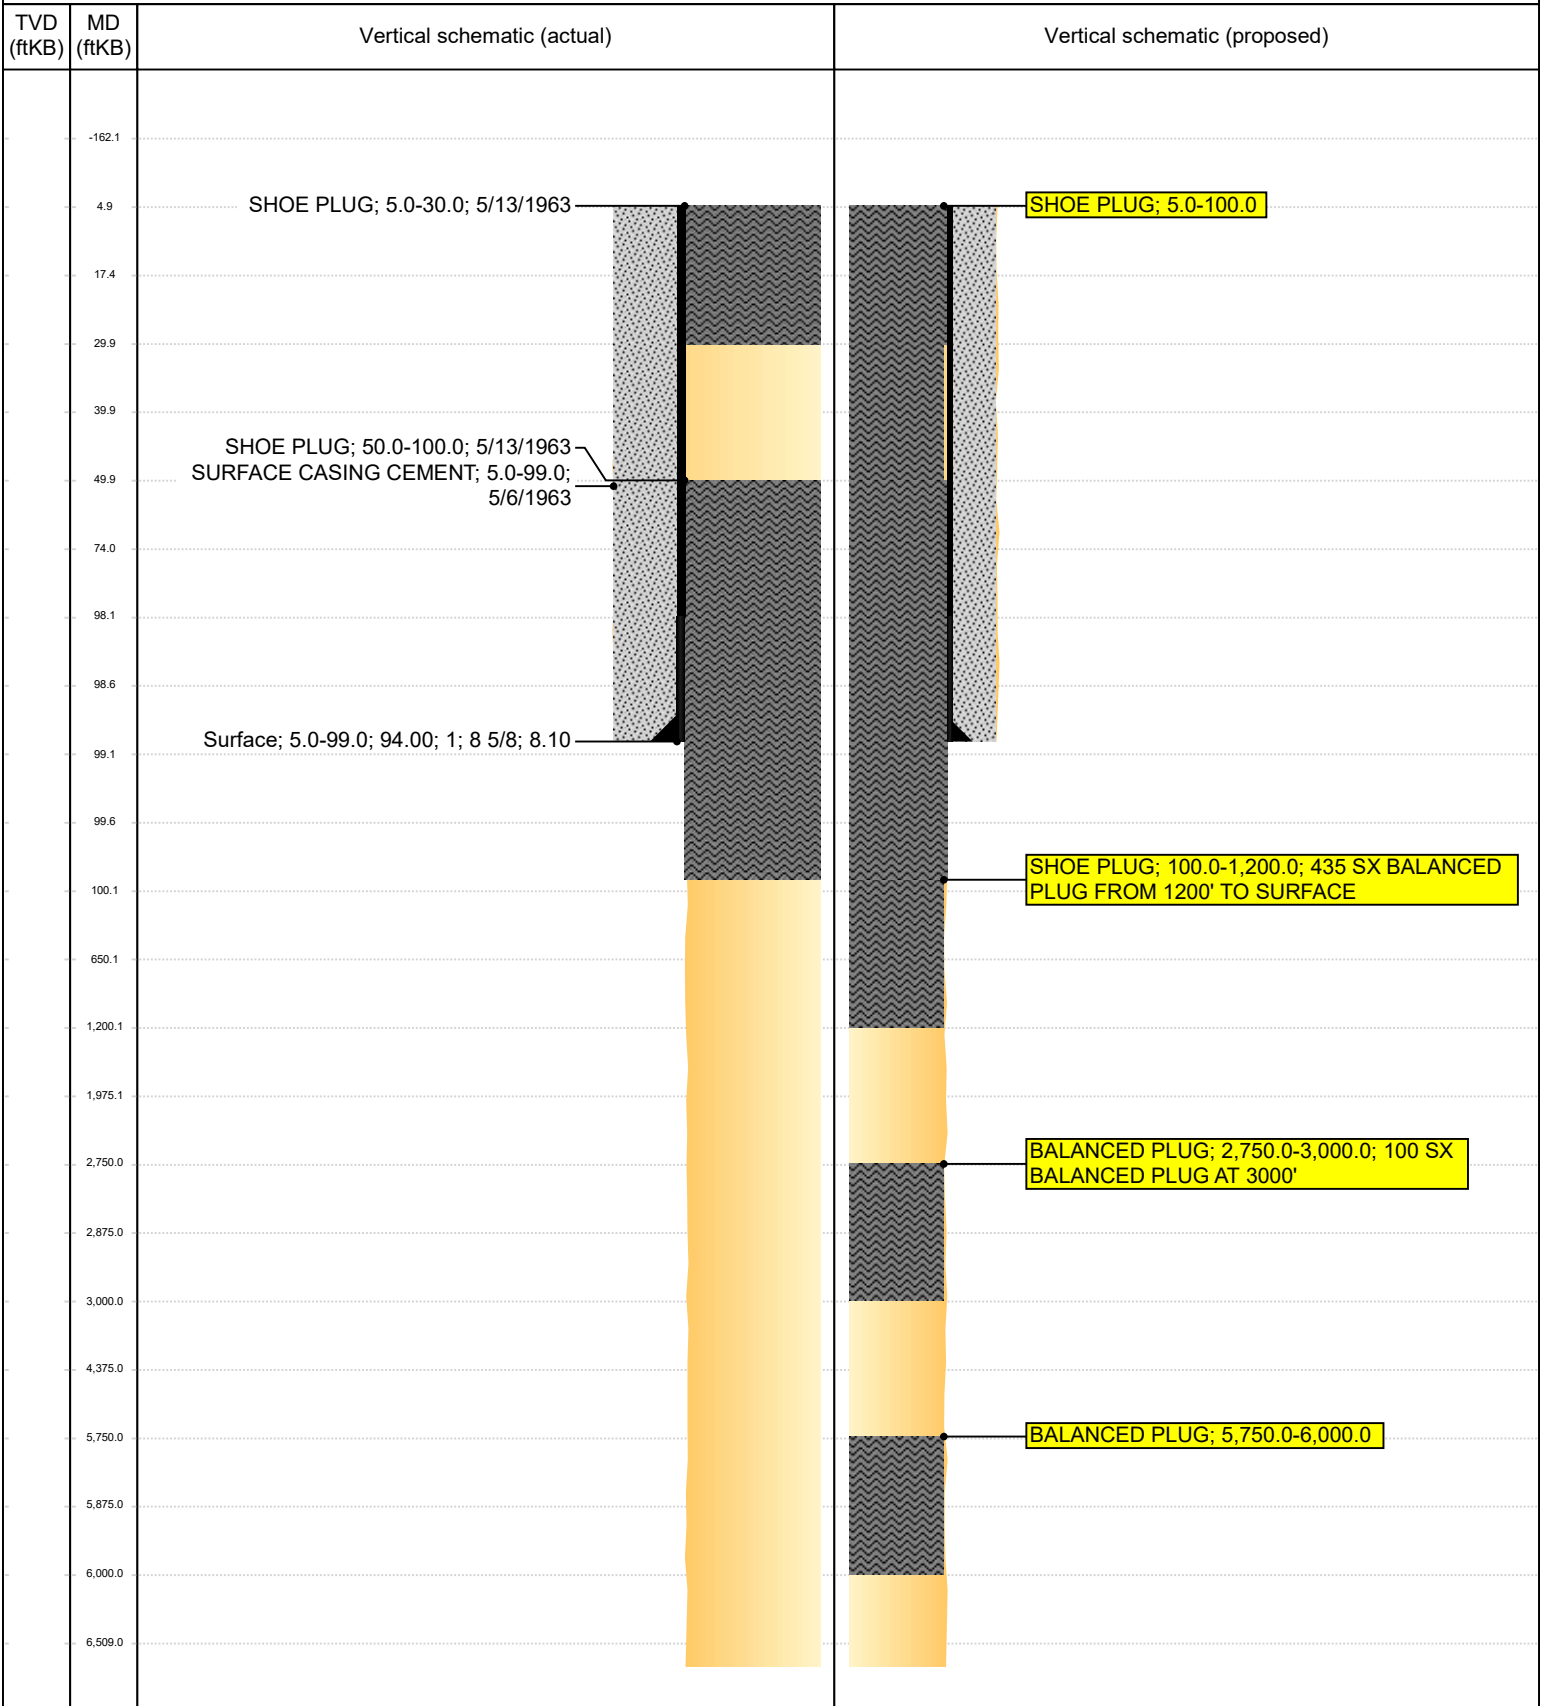 TVD
(ftKB)
MD
(ftKB)
Vertical schematic (actual)
Vertical schematic (proposed)
-162.1
4.9
17.4
29.9
39.9
49.9
74.0
98.1
98.6
99.1
99.6
100.1
650.1
1,200.1
1,975.1
2,750.0
2,875.0
3,000.0
4,375.0
5,750.0
5,875.0
6,000.0
6,509.0
SHOE PLUG; 5.0-30.0; 5/13/1963
SHOE PLUG; 50.0-100.0; 5/13/1963
SURFACE CASING CEMENT; 5.0-99.0;
5/6/1963
Surface; 5.0-99.0; 94.00; 1; 8 5/8; 8.10
SHOE PLUG; 5.0-100.0
SHOE PLUG; 100.0-1,200.0; 435 SX BALANCED
PLUG FROM 1200' TO SURFACE
BALANCED PLUG; 2,750.0-3,000.0; 100 SX
BALANCED PLUG AT 3000'
BALANCED PLUG; 5,750.0-6,000.0